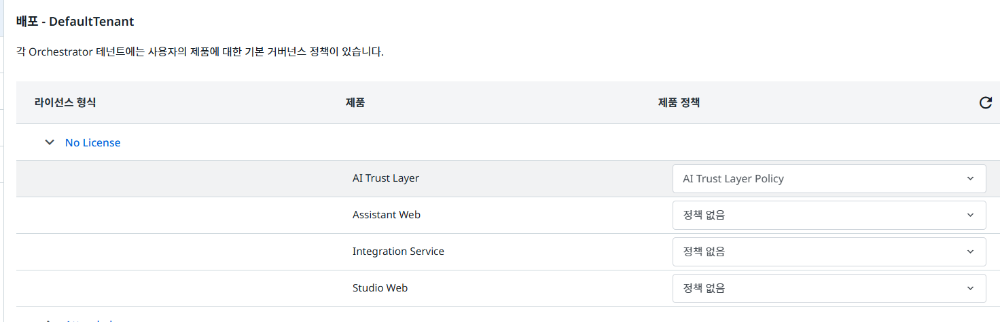 배포 - DefaultTenant
각 Orchestrator 테넌트에는 사용자의 제품에 대한 기본 거버넌스 정책이 있습니다.
라이선스 형식 제품 제품 정책
No License
AI Trust Layer AI Trust Layer Policy
Assistant Web 정책 없음
Integration Service 정책 없음
Studio Web 정책 없음